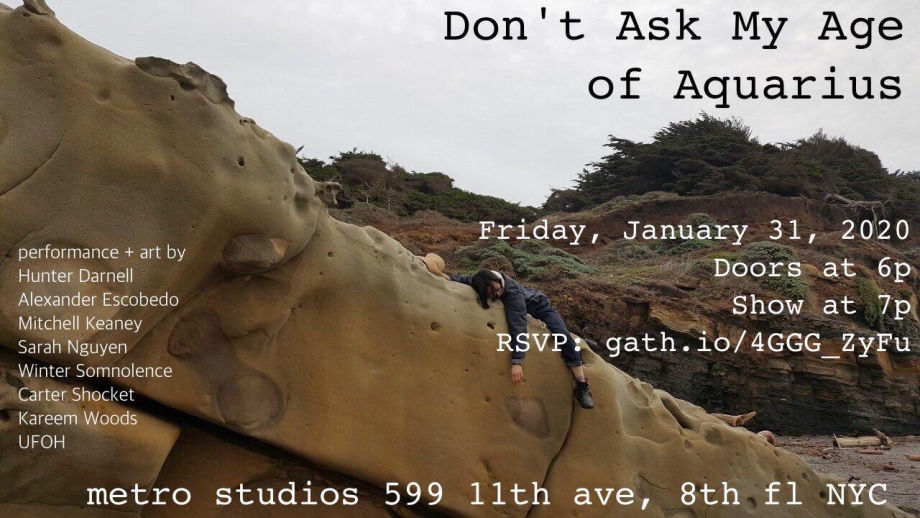 Don't Ask My Age
of Aquarius
Friday, January 31, 2020
Doors at 6p
Show at 7p
RSVP: gath.io/4GGG_ZyFu
performance + art by
Hunter Darnell
Alexander Escobedo
Mitchell Keaney
Sarah Nguyen
Winter Somnolence
Carter Shocket
Kareem Woods
UFOH
metro studios 599 11th ave, 8th fl NYC